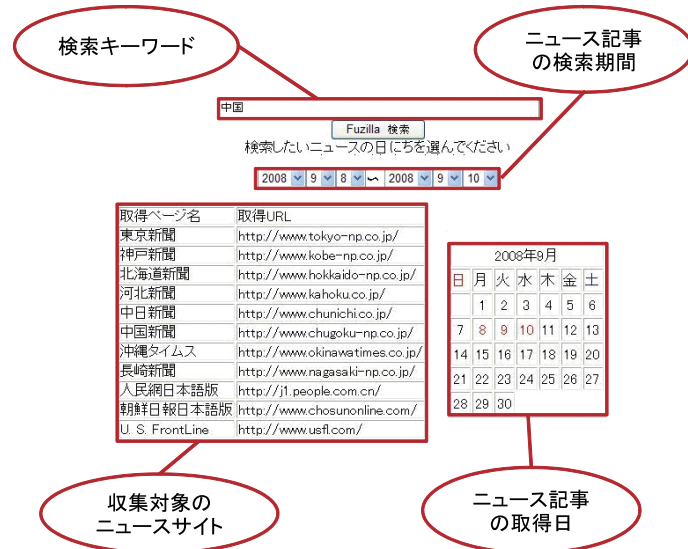 検索キーワード
ニュース記事
の検索期間
中国
Fuzilla 検索
検索したいニュースの日にちを選んでください
2008 9 8 ～ 2008 9 10
取得ページ名 取得URL
東京新聞 http://www.tokyo-np.co.jp/
神戸新聞 http://www.kobe-np.co.jp/
北海道新聞 http://www.hokkaido-np.co.jp/
河北新聞 http://www.kahoku.co.jp/
中日新聞 http://www.chunichi.co.jp/
中国新聞 http://www.chugoku-np.co.jp/
沖縄タイムス http://www.okinawatimes.co.jp/
長崎新聞 http://www.nagasaki-np.co.jp/
人民網日本語版 http://j1.people.com.cn/
朝鮮日報日本語版 http://www.chosunonline.com/
U. S. FrontLine http://www.usfl.com/
2008年9月
日 月 火 水 木 金 土
1 2 3 4 5 6
7 8 9 10 11 12 13
14 15 16 17 18 19 20
21 22 23 24 25 26 27
28 29 30
収集対象の
ニュースサイト
ニュース記事
の取得日